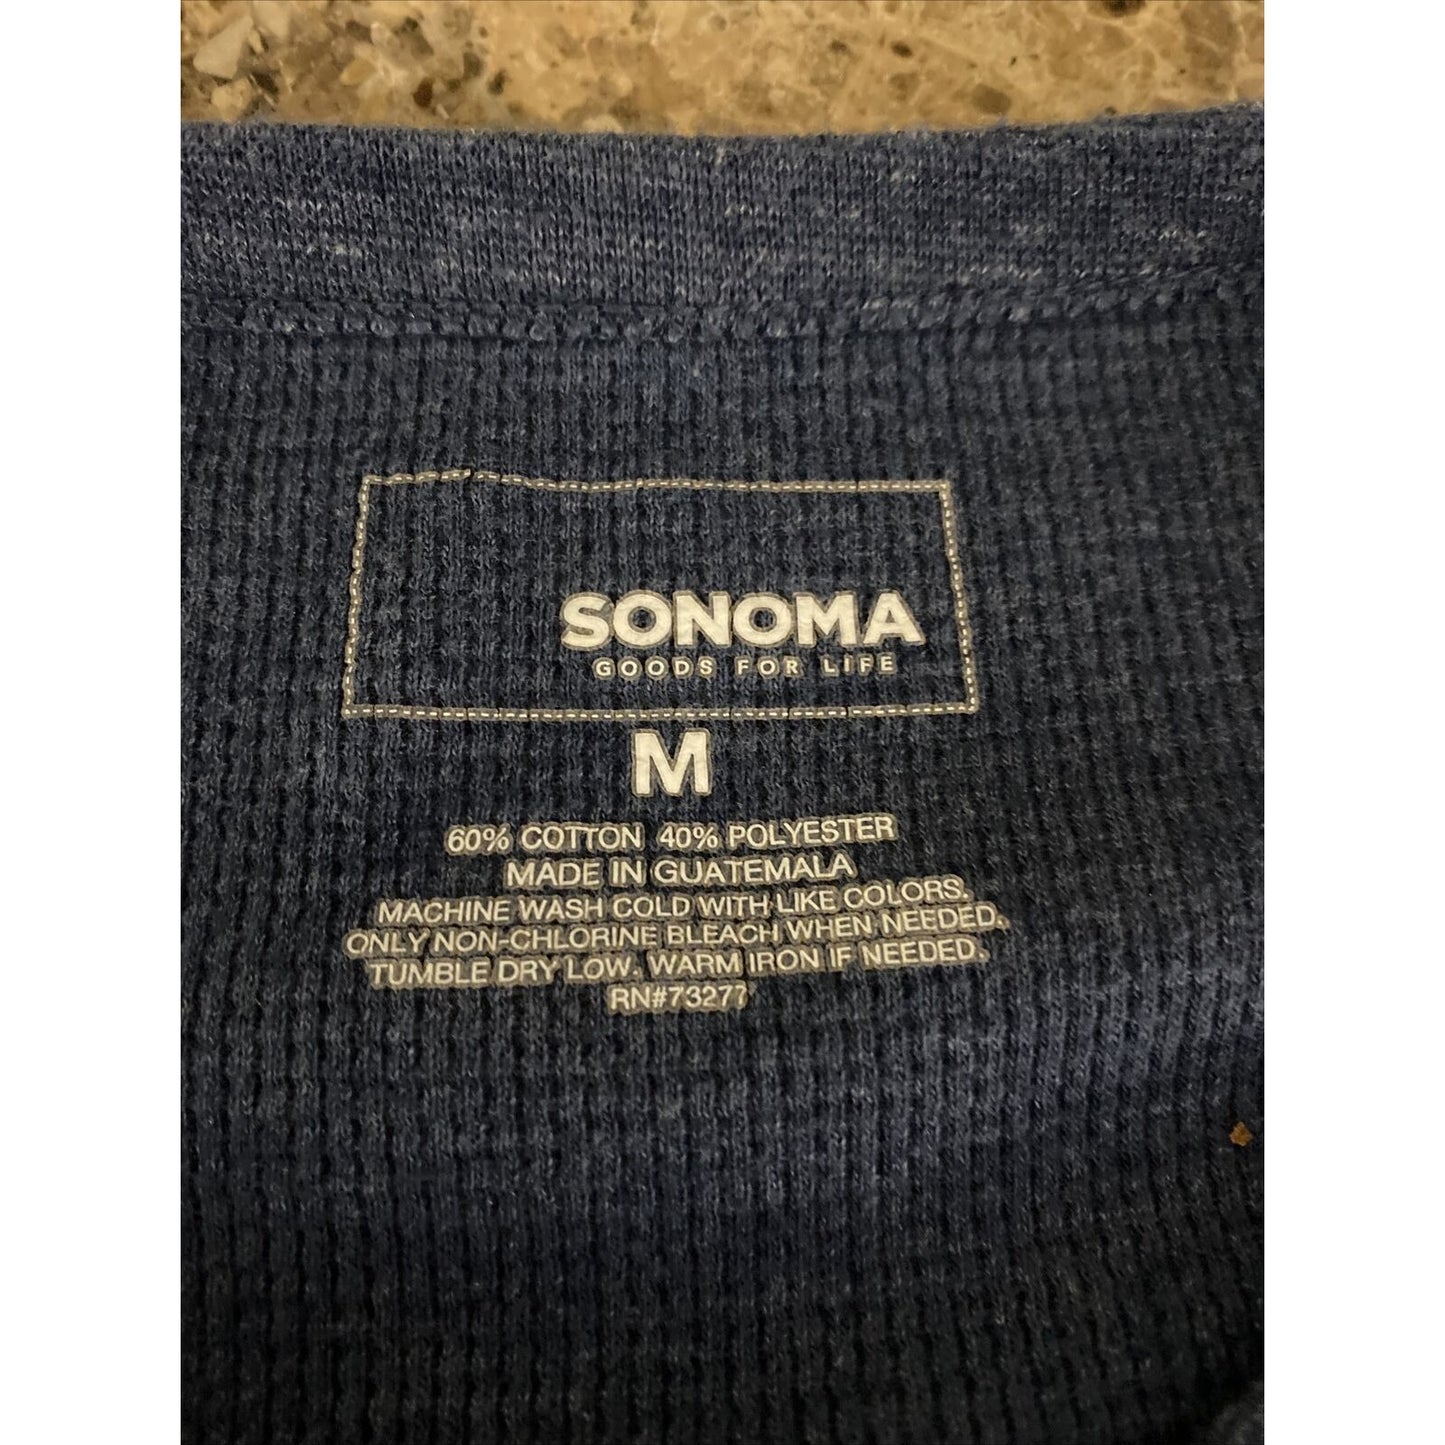 SONOMA
GOODS FOR LIFE
M
60% COTTON 40% POLYESTER
MADE IN GUATEMALA
MACHINE WASH COLD WITH LIKE COLORS.
ONLY NON-CHLORINE BLEACH WHEN NEEDED.
TUMBLE DRY LOW. WARM IRON IF NEEDED.
RN#73277